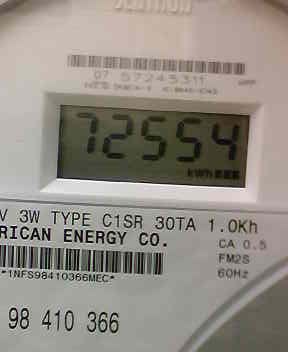 07 57245311
72554
kWh
V 3W TYPE C1SR 30TA 1.0Kh
RICAN ENERGY CO.
CA 0.5
FM2S
*1NFS98410366MEC*
60Hz
98 410 366